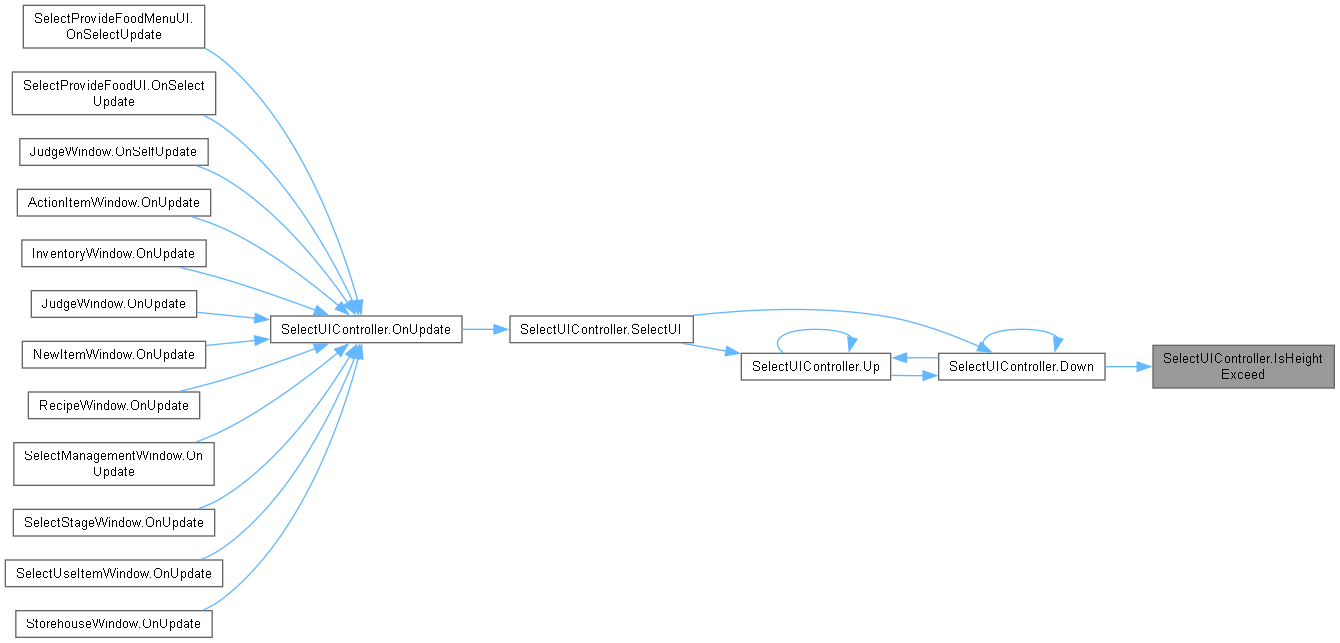 SelectProvideFoodMenuUI.
OnSelectUpdate
SelectProvideFoodUI.OnSelect
Update
JudgeWindow.OnSelfUpdate
ActionItemWindow.OnUpdate
InventoryWindow.OnUpdate
JudgeWindow.OnUpdate
NewItemWindow.OnUpdate
RecipeWindow.OnUpdate
SelectManagementWindow.On
Update
SelectStageWindow.OnUpdate
SelectUseItemWindow.OnUpdate
StorehouseWindow.OnUpdate
SelectUIController.OnUpdate
SelectUIController.SelectUI
SelectUIController.Up
SelectUIController.Down
SelectUIController.IsHeight
Exceed